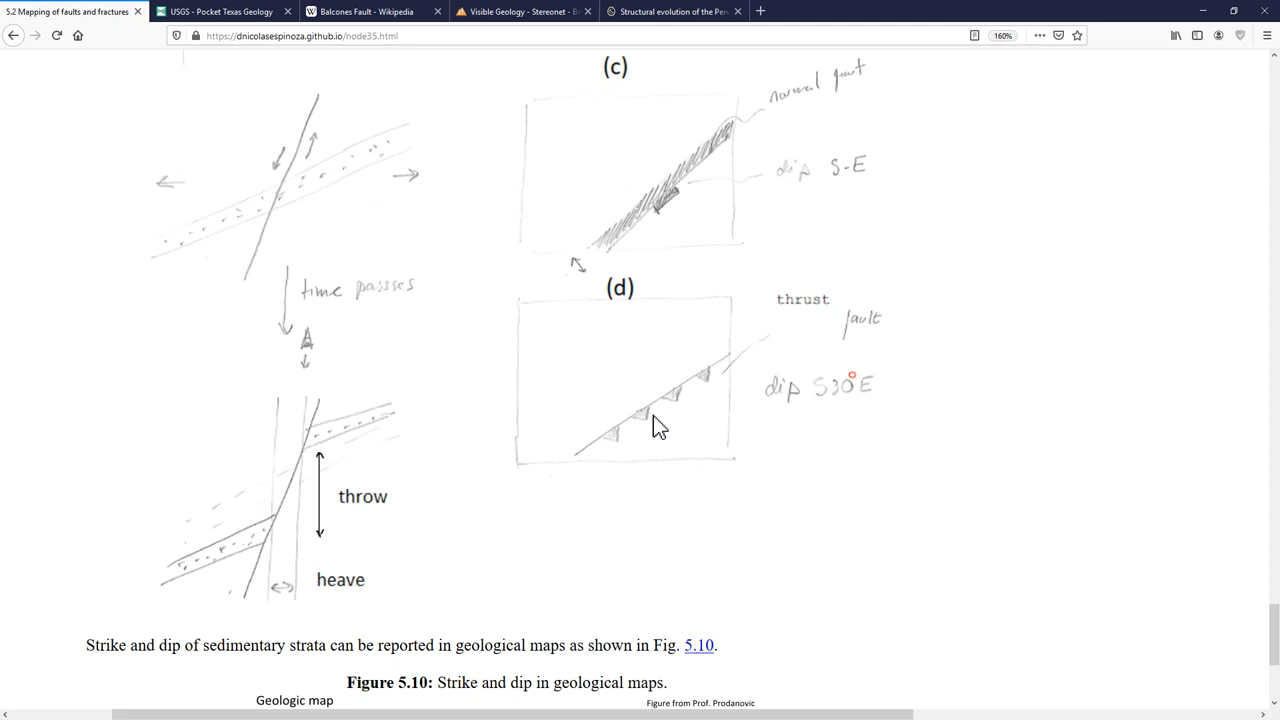 5.2 Mapping of faults and fractures
USGS - Pocket Texas Geology
Balcones Fault - Wikipedia
Visible Geology - Stereonet - B
Structural evolution of the Pen
https://dnicolasespinoza.github.io/node35.html
160%
(c)
normal
dip S-E
time passes
A
(d)
thrust
fault
dip S30°E
throw
heave
Strike and dip of sedimentary strata can be reported in geological maps as shown in Fig. 5.10.
Figure 5.10: Strike and dip in geological maps.
Geologic map
Figure from Prof. Prodanovic